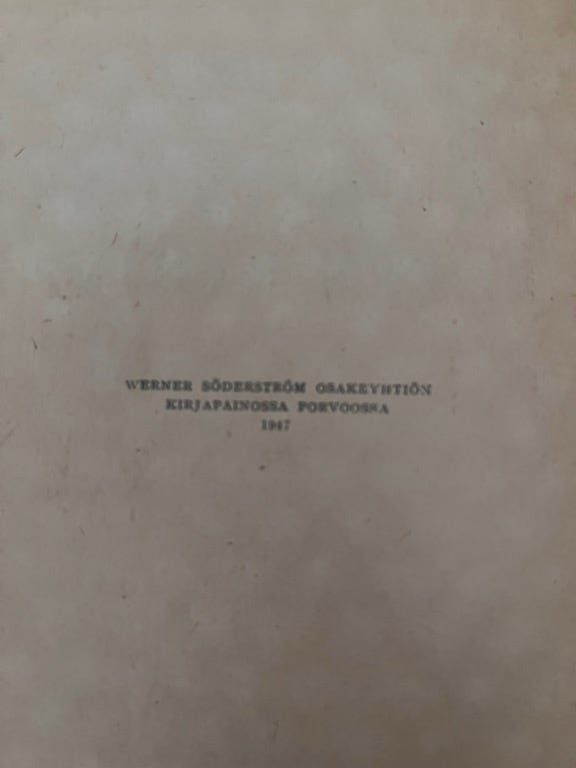 WERNER SÖDERSTRÖM OSAKEYHTIÖN
KIRJAPAINOSSA PORVOOSSA
1947